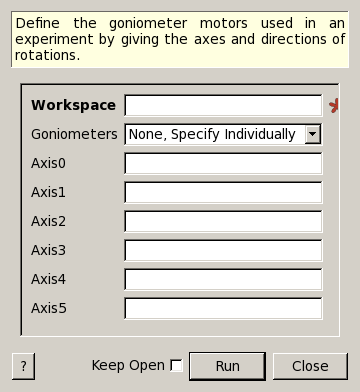 Define the goniometer motors used in an
experiment by giving the axes and directions of
rotations.
Workspace
Goniometers None, Specify Individually
Axis0
Axis1
Axis2
Axis3
Axis4
Axis5
? Keep Open Run Close